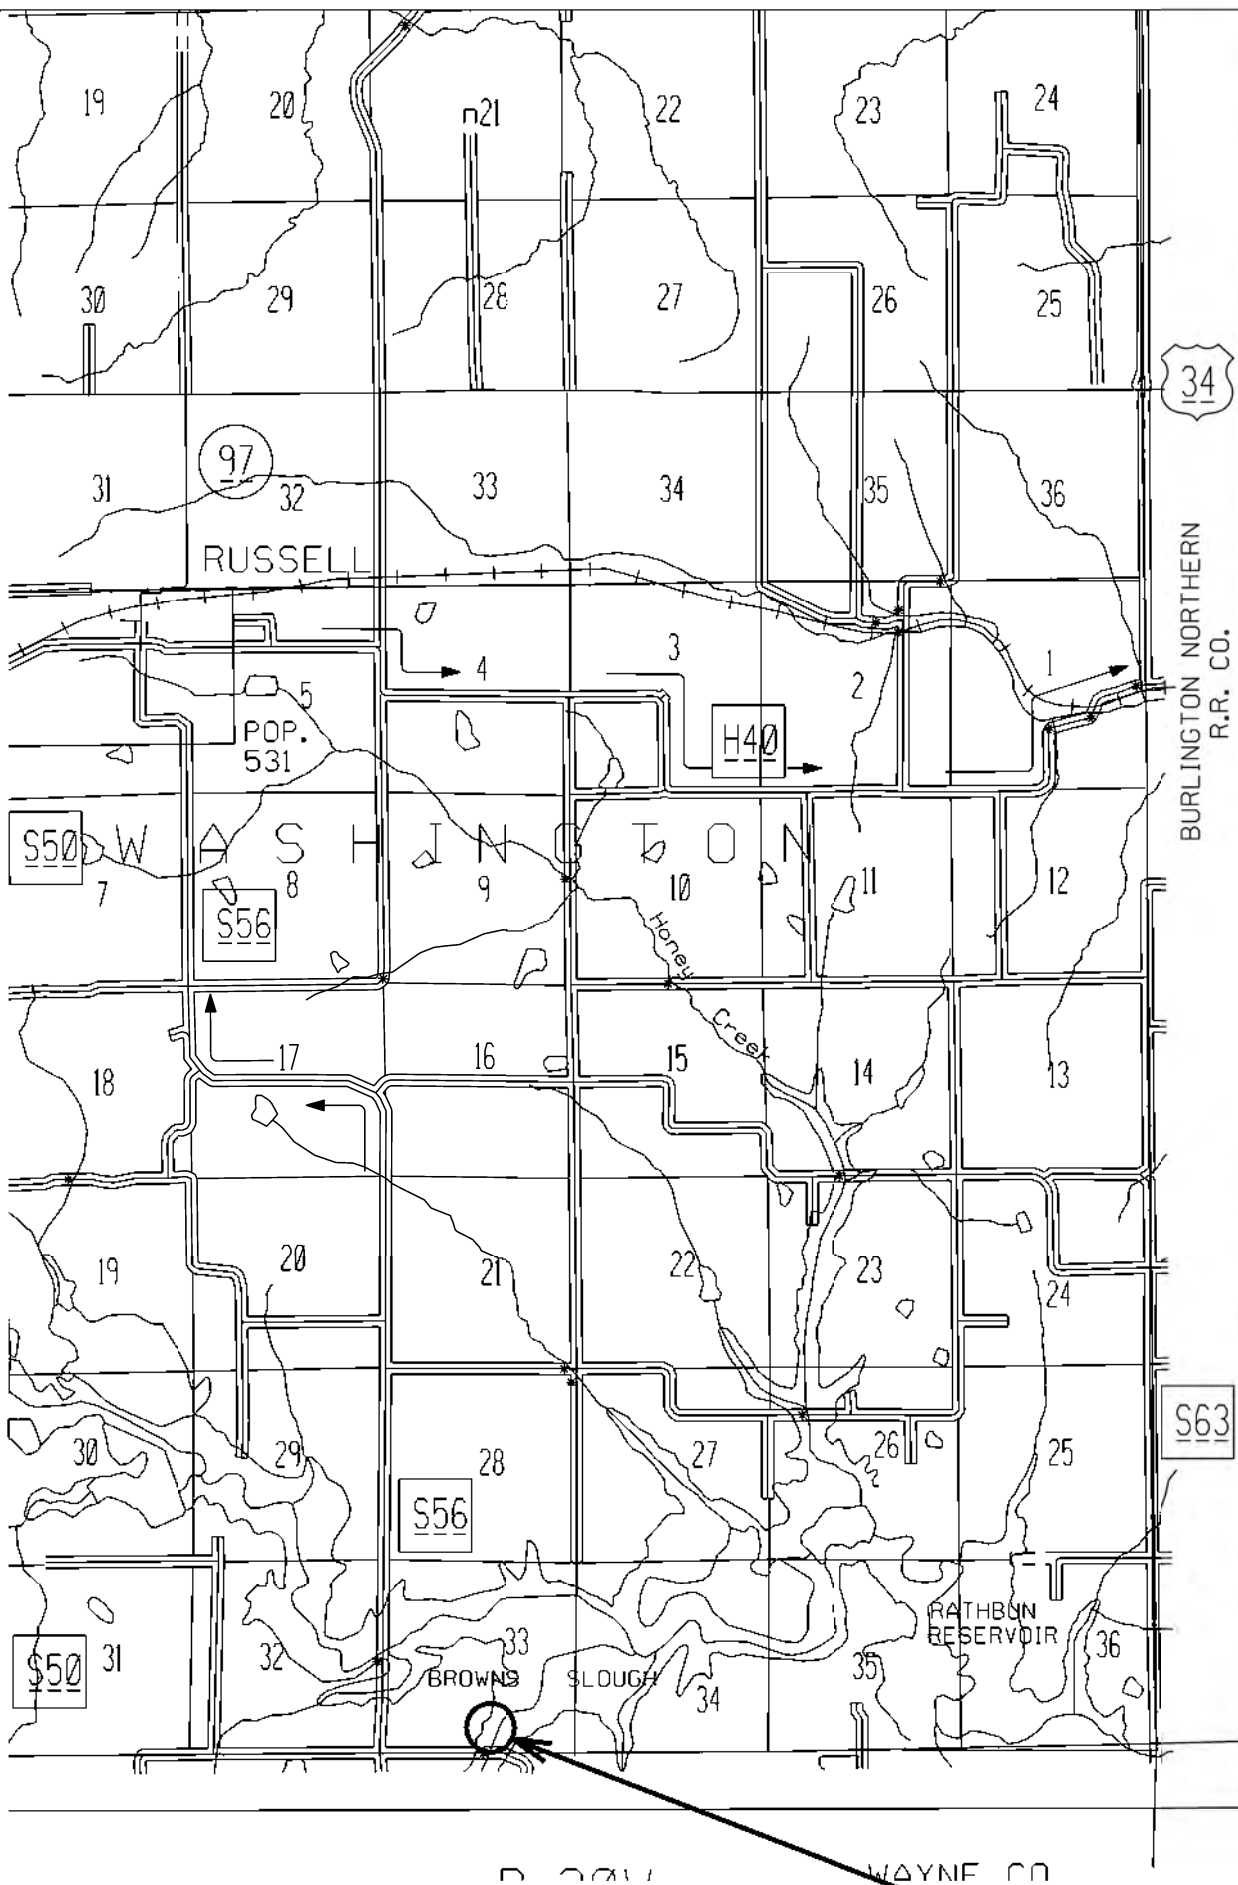 19 20 21 22 23 24
30 29 28 27 26 25
34
97
31 32 33 34 35 36
RUSSELL
BURLINGTON NORTHERN
R.R. CO.
5 4 3 2 1
POP.
531
H40
S50
WASHINGTON
7 8 9 10 11 12
S56
Honey
Creek
18 17 16 15 14 13
19 20 21 22 23 24
S63
30 29 28 27 26 25
S56
RATHBUN
RESERVOIR
S50
31 32 33 34 35 36
BROWNS SLOUGH
WAYNE CO